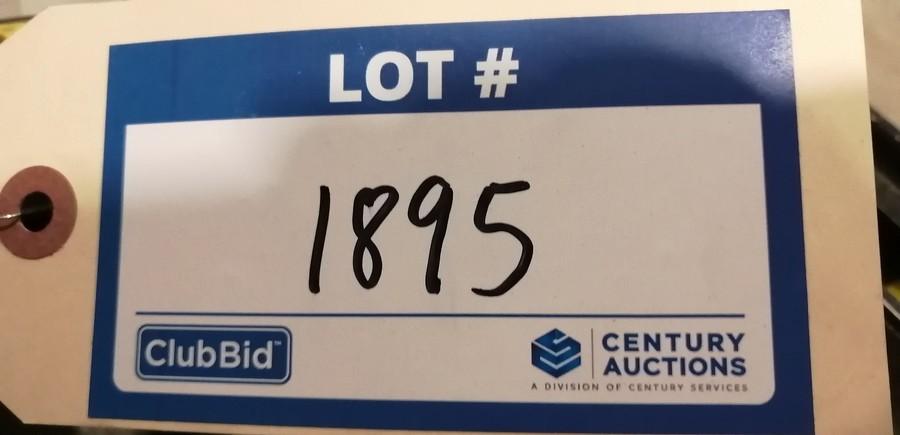 LOT #
1895
ClubBid™
CENTURY
AUCTIONS
A DIVISION OF CENTURY SERVICES